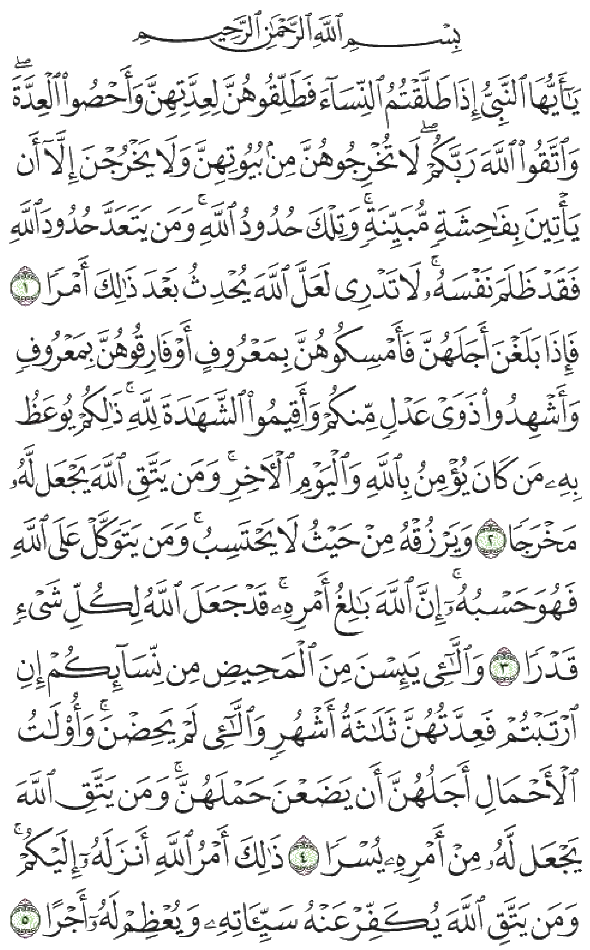 بِسْمِ ٱللَّهِ ٱلرَّحْمَٰنِ ٱلرَّحِيمِ
يَٰٓأَيُّهَا ٱلنَّبِىُّ إِذَا طَلَّقْتُمُ ٱلنِّسَآءَ فَطَلِّقُوهُنَّ لِعِدَّتِهِنَّ وَأَحْصُوا۟ ٱلْعِدَّةَ ۖ
وَٱتَّقُوا۟ ٱللَّهَ رَبَّكُمْ ۖ لَا تُخْرِجُوهُنَّ مِنۢ بُيُوتِهِنَّ وَلَا يَخْرُجْنَ إِلَّآ أَن
يَأْتِينَ بِفَٰحِشَةٍ مُّبَيِّنَةٍ ۚ وَتِلْكَ حُدُودُ ٱللَّهِ ۚ وَمَن يَتَعَدَّ حُدُودَ ٱللَّهِ
فَقَدْ ظَلَمَ نَفْسَهُۥ ۚ لَا تَدْرِى لَعَلَّ ٱللَّهَ يُحْدِثُ بَعْدَ ذَٰلِكَ أَمْرًا ١
فَإِذَا بَلَغْنَ أَجَلَهُنَّ فَأَمْسِكُوهُنَّ بِمَعْرُوفٍ أَوْ فَارِقُوهُنَّ بِمَعْرُوفٍ
وَأَشْهِدُوا۟ ذَوَىْ عَدْلٍ مِّنكُمْ وَأَقِيمُوا۟ ٱلشَّهَٰدَةَ لِلَّهِ ۚ ذَٰلِكُمْ يُوعَظُ
بِهِۦ مَن كَانَ يُؤْمِنُ بِٱللَّهِ وَٱلْيَوْمِ ٱلْءَاخِرِ ۚ وَمَن يَتَّقِ ٱللَّهَ يَجْعَل لَّهُۥ
مَخْرَجًا ٢ وَيَرْزُقْهُ مِنْ حَيْثُ لَا يَحْتَسِبُ ۚ وَمَن يَتَوَكَّلْ عَلَى ٱللَّهِ
فَهُوَ حَسْبُهُۥٓ ۚ إِنَّ ٱللَّهَ بَٰلِغُ أَمْرِهِۦ ۚ قَدْ جَعَلَ ٱللَّهُ لِكُلِّ شَىْءٍ
قَدْرًا ٣ وَٱلَّٰٓـِٔى يَئِسْنَ مِنَ ٱلْمَحِيضِ مِن نِّسَآئِكُمْ إِنِ
ٱرْتَبْتُمْ فَعِدَّتُهُنَّ ثَلَٰثَةُ أَشْهُرٍ وَٱلَّٰٓـِٔى لَمْ يَحِضْنَ ۚ وَأُو۟لَٰتُ
ٱلْأَحْمَالِ أَجَلُهُنَّ أَن يَضَعْنَ حَمْلَهُنَّ ۚ وَمَن يَتَّقِ ٱللَّهَ
يَجْعَل لَّهُۥ مِنْ أَمْرِهِۦ يُسْرًا ٤ ذَٰلِكَ أَمْرُ ٱللَّهِ أَنزَلَهُۥٓ إِلَيْكُمْ ۚ
وَمَن يَتَّقِ ٱللَّهَ يُكَفِّرْ عَنْهُ سَيِّـَٔاتِهِۦ وَيُعْظِمْ لَهُۥٓ أَجْرًا ٥